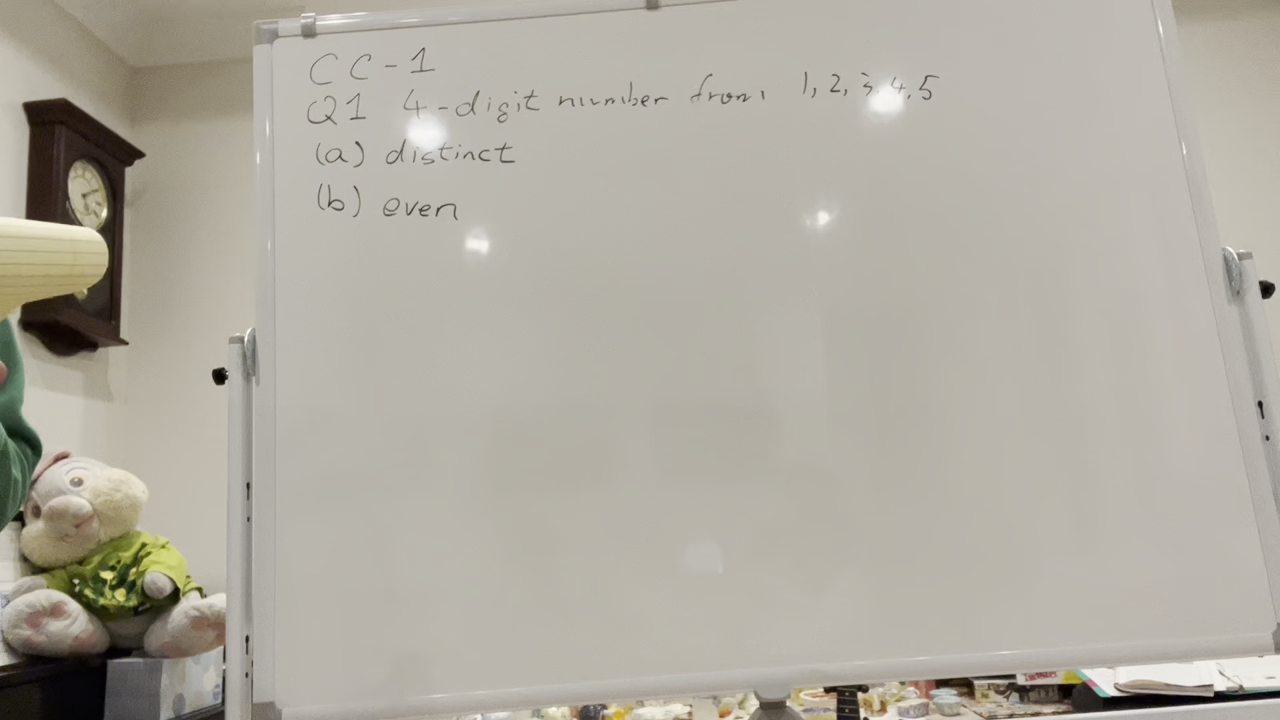 CC-1
Q1 4-digit number from 1, 2, 3, 4, 5
(a) distinct
(b) even